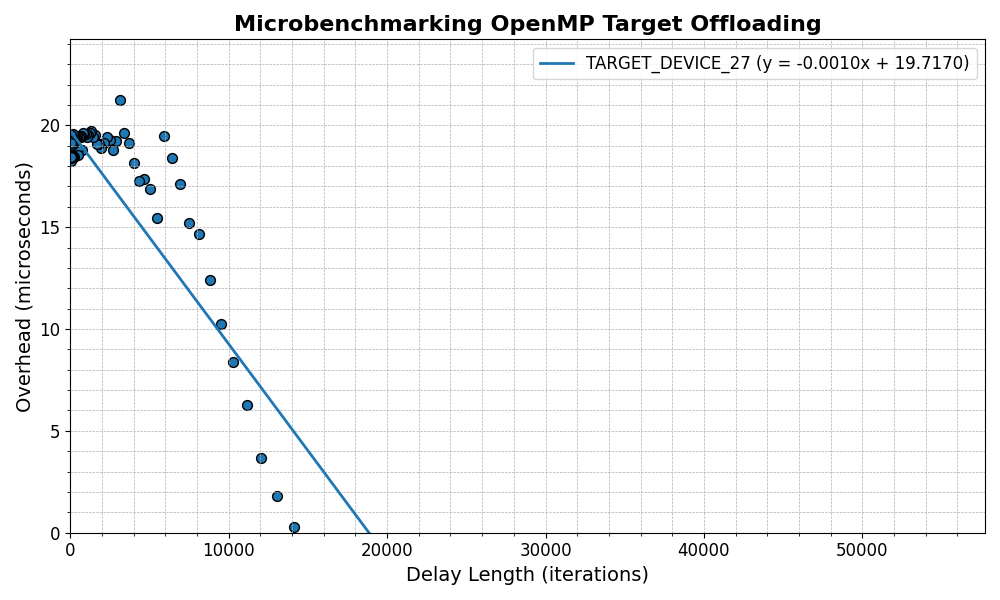 Microbenchmarking OpenMP Target Offloading
TARGET_DEVICE_27 (y = -0.0010x + 19.7170)
Overhead (microseconds)
20
15
10
5
0
0 10000 20000 30000 40000 50000
Delay Length (iterations)